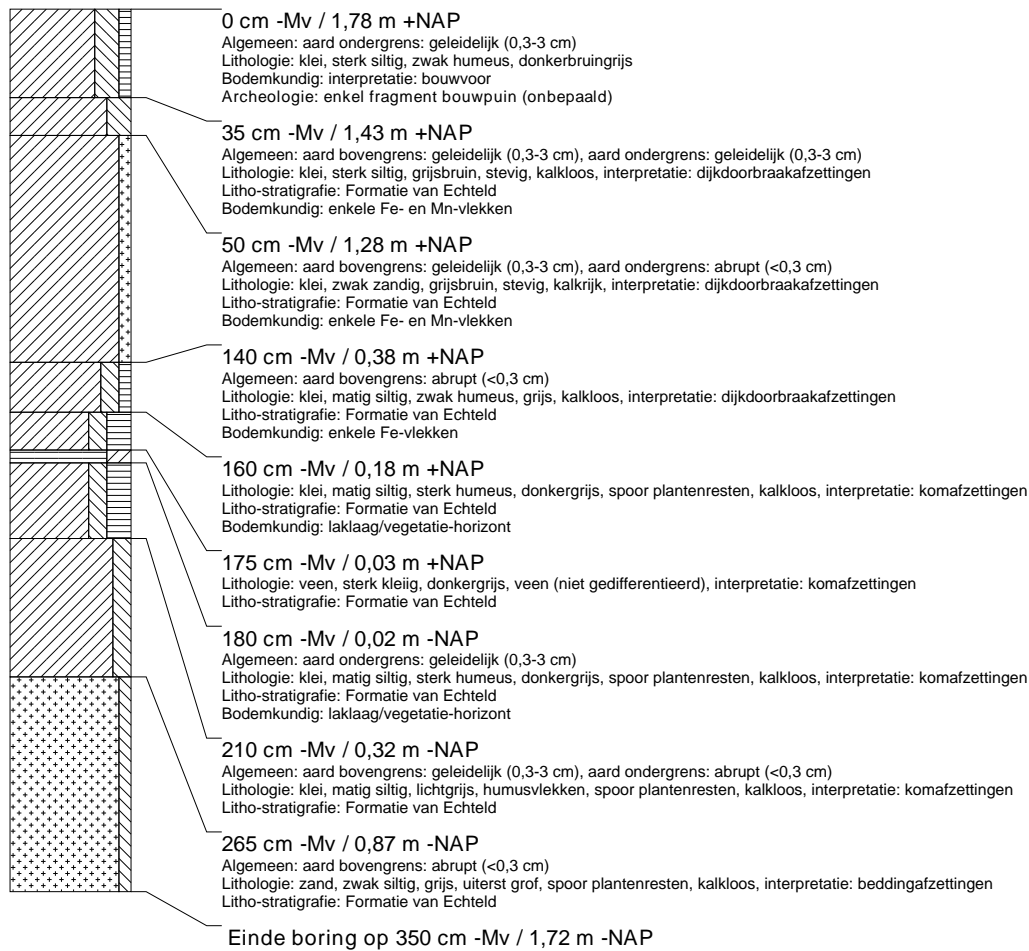 0 cm -Mv / 1,78 m +NAP
Algemeen: aard ondergrens: geleidelijk (0,3-3 cm)
Lithologie: klei, sterk siltig, zwak humeus, donkerbruingrijs
Bodemkundig: interpretatie: bouwvoor
Archeologie: enkel fragment bouwpuin (onbepaald)
35 cm -Mv / 1,43 m +NAP
Algemeen: aard bovengrens: geleidelijk (0,3-3 cm), aard ondergrens: geleidelijk (0,3-3 cm)
Lithologie: klei, sterk siltig, grijsbruin, stevig, kalkloos, interpretatie: dijkdoorbraakafzettingen
Litho-stratigrafie: Formatie van Echteld
Bodemkundig: enkele Fe- en Mn-vlekken
50 cm -Mv / 1,28 m +NAP
Algemeen: aard bovengrens: geleidelijk (0,3-3 cm), aard ondergrens: abrupt (<0,3 cm)
Lithologie: klei, zwak zandig, grijsbruin, stevig, kalkrijk, interpretatie: dijkdoorbraakafzettingen
Litho-stratigrafie: Formatie van Echteld
Bodemkundig: enkele Fe- en Mn-vlekken
140 cm -Mv / 0,38 m +NAP
Algemeen: aard bovengrens: abrupt (<0,3 cm)
Lithologie: klei, matig siltig, zwak humeus, grijs, kalkloos, interpretatie: dijkdoorbraakafzettingen
Litho-stratigrafie: Formatie van Echteld
Bodemkundig: enkele Fe-vlekken
160 cm -Mv / 0,18 m +NAP
Lithologie: klei, matig siltig, sterk humeus, donkergrijs, spoor plantenresten, kalkloos, interpretatie: komafzettingen
Litho-stratigrafie: Formatie van Echteld
Bodemkundig: laklaag/vegetatie-horizont
175 cm -Mv / 0,03 m +NAP
Lithologie: veen, sterk kleiig, donkergrijs, veen (niet gedifferentieerd), interpretatie: komafzettingen
Litho-stratigrafie: Formatie van Echteld
180 cm -Mv / 0,02 m -NAP
Algemeen: aard ondergrens: geleidelijk (0,3-3 cm)
Lithologie: klei, matig siltig, sterk humeus, donkergrijs, spoor plantenresten, kalkloos, interpretatie: komafzettingen
Litho-stratigrafie: Formatie van Echteld
Bodemkundig: laklaag/vegetatie-horizont
210 cm -Mv / 0,32 m -NAP
Algemeen: aard bovengrens: geleidelijk (0,3-3 cm), aard ondergrens: abrupt (<0,3 cm)
Lithologie: klei, matig siltig, lichtgrijs, humusvlekken, spoor plantenresten, kalkloos, interpretatie: komafzettingen
Litho-stratigrafie: Formatie van Echteld
265 cm -Mv / 0,87 m -NAP
Algemeen: aard bovengrens: abrupt (<0,3 cm)
Lithologie: zand, zwak siltig, grijs, uiterst grof, spoor plantenresten, kalkloos, interpretatie: beddingafzettingen
Litho-stratigrafie: Formatie van Echteld
Einde boring op 350 cm -Mv / 1,72 m -NAP